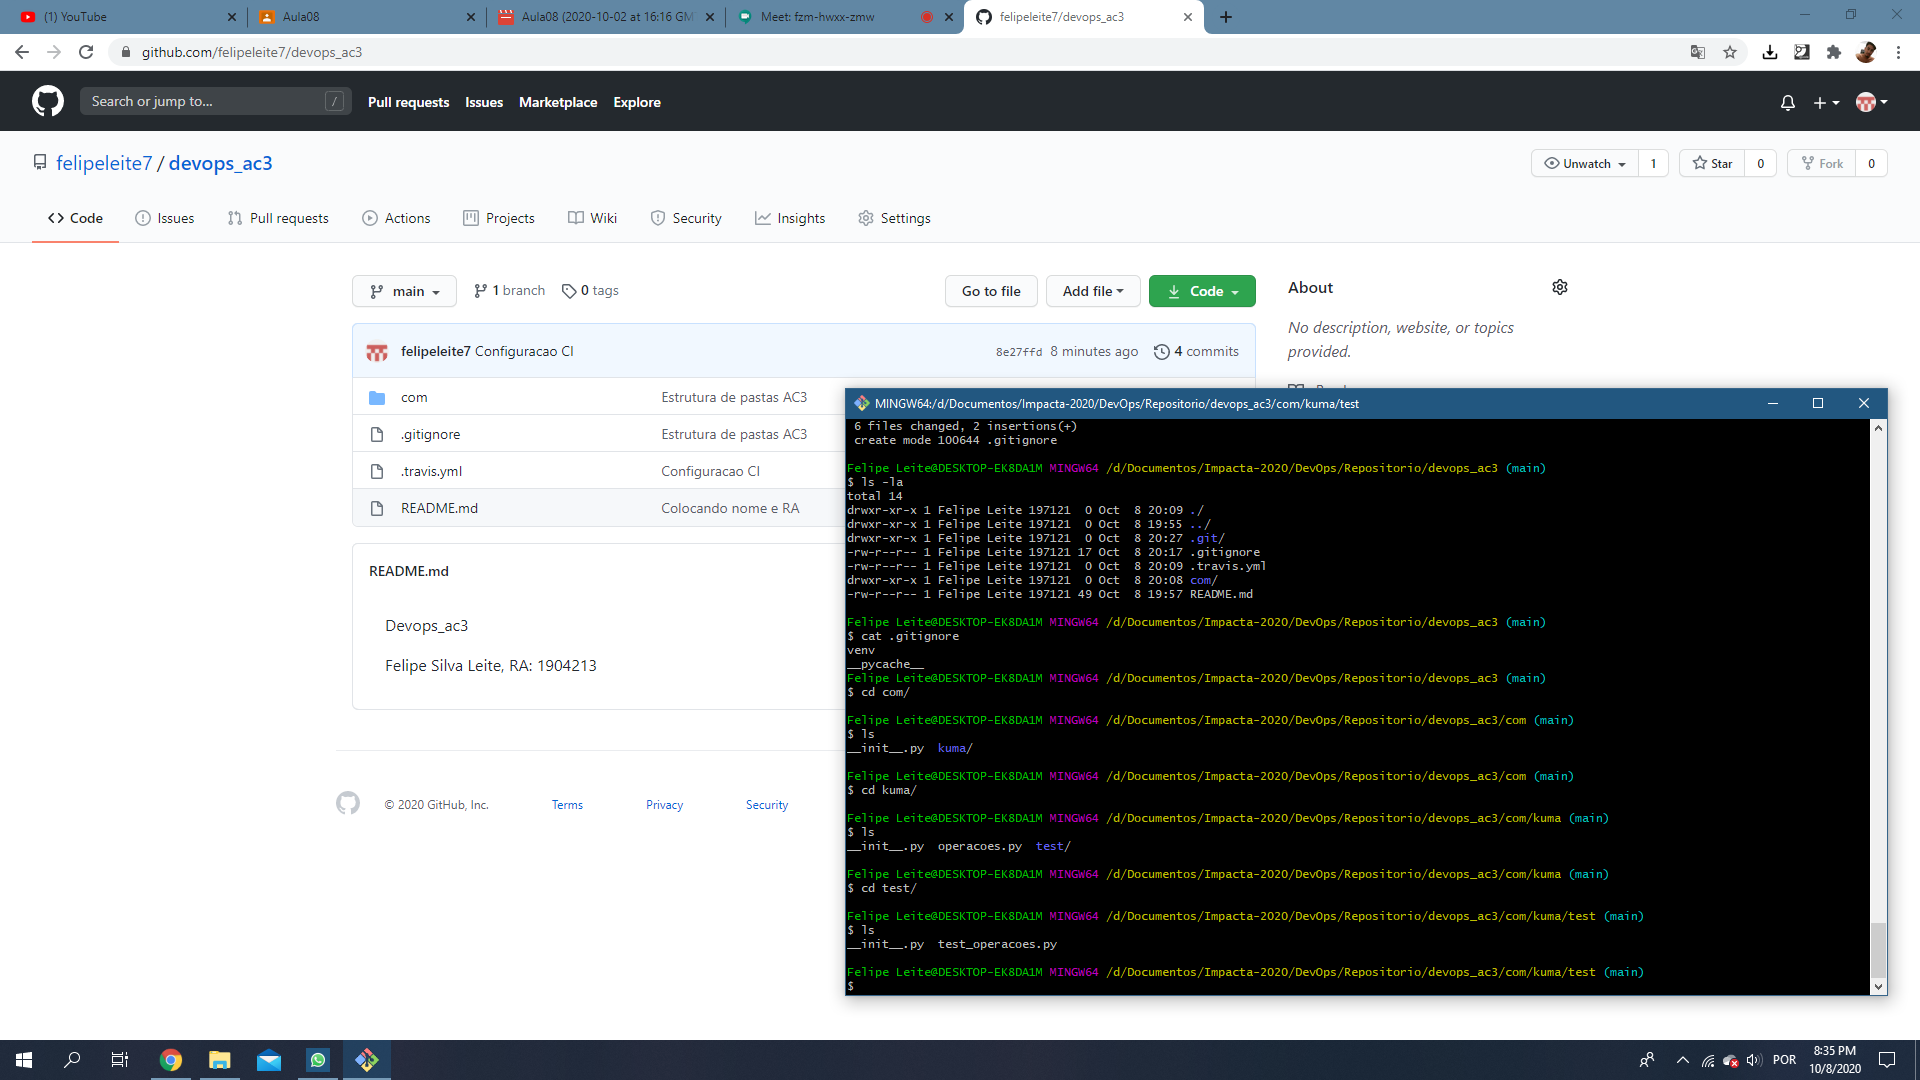 (1) YouTube
Aula08
Aula08 (2020-10-02 at 16:16 GM
Meet: fzm-hwxx-zmw
felipeleite7/devops_ac3
github.com/felipeleite7/devops_ac3
Search or jump to...
/
Pull requests
Issues
Marketplace
Explore
felipeleite7 / devops_ac3
Unwatch
1
Star
0
Fork
0
Code
Issues
Pull requests
Actions
Projects
Wiki
Security
Insights
Settings
main
1 branch
0 tags
Go to file
Add file
Code
About
No description, website, or topics
provided.
felipeleite7 Configuracao CI
8e27ffd 8 minutes ago
4 commits
com
Estrutura de pastas AC3
.gitignore
Estrutura de pastas AC3
.travis.yml
Configuracao CI
README.md
Colocando nome e RA
README.md
Devops_ac3
Felipe Silva Leite, RA: 1904213
© 2020 GitHub, Inc.
Terms
Privacy
Security
MINGW64:/d/Documentos/Impacta-2020/DevOps/Repositorio/devops_ac3/com/kuma/test
6 files changed, 2 insertions(+)
create mode 100644 .gitignore
Felipe Leite@DESKTOP-EK8DA1M MINGW64 /d/Documentos/Impacta-2020/DevOps/Repositorio/devops_ac3 (main)
$ ls -la
total 14
drwxr-xr-x 1 Felipe Leite 197121 0 Oct 8 20:09 ./
drwxr-xr-x 1 Felipe Leite 197121 0 Oct 8 19:55 ../
drwxr-xr-x 1 Felipe Leite 197121 0 Oct 8 20:27 .git/
-rw-r--r-- 1 Felipe Leite 197121 17 Oct 8 20:17 .gitignore
-rw-r--r-- 1 Felipe Leite 197121 0 Oct 8 20:09 .travis.yml
drwxr-xr-x 1 Felipe Leite 197121 0 Oct 8 20:08 com/
-rw-r--r-- 1 Felipe Leite 197121 49 Oct 8 19:57 README.md
Felipe Leite@DESKTOP-EK8DA1M MINGW64 /d/Documentos/Impacta-2020/DevOps/Repositorio/devops_ac3 (main)
$ cat .gitignore
venv
__pycache__
Felipe Leite@DESKTOP-EK8DA1M MINGW64 /d/Documentos/Impacta-2020/DevOps/Repositorio/devops_ac3 (main)
$ cd com/
Felipe Leite@DESKTOP-EK8DA1M MINGW64 /d/Documentos/Impacta-2020/DevOps/Repositorio/devops_ac3/com (main)
$ ls
__init__.py kuma/
Felipe Leite@DESKTOP-EK8DA1M MINGW64 /d/Documentos/Impacta-2020/DevOps/Repositorio/devops_ac3/com (main)
$ cd kuma/
Felipe Leite@DESKTOP-EK8DA1M MINGW64 /d/Documentos/Impacta-2020/DevOps/Repositorio/devops_ac3/com/kuma (main)
$ ls
__init__.py operacoes.py test/
Felipe Leite@DESKTOP-EK8DA1M MINGW64 /d/Documentos/Impacta-2020/DevOps/Repositorio/devops_ac3/com/kuma (main)
$ cd test/
Felipe Leite@DESKTOP-EK8DA1M MINGW64 /d/Documentos/Impacta-2020/DevOps/Repositorio/devops_ac3/com/kuma/test (main)
$ ls
__init__.py test_operacoes.py
Felipe Leite@DESKTOP-EK8DA1M MINGW64 /d/Documentos/Impacta-2020/DevOps/Repositorio/devops_ac3/com/kuma/test (main)
$
POR
8:35 PM
10/8/2020